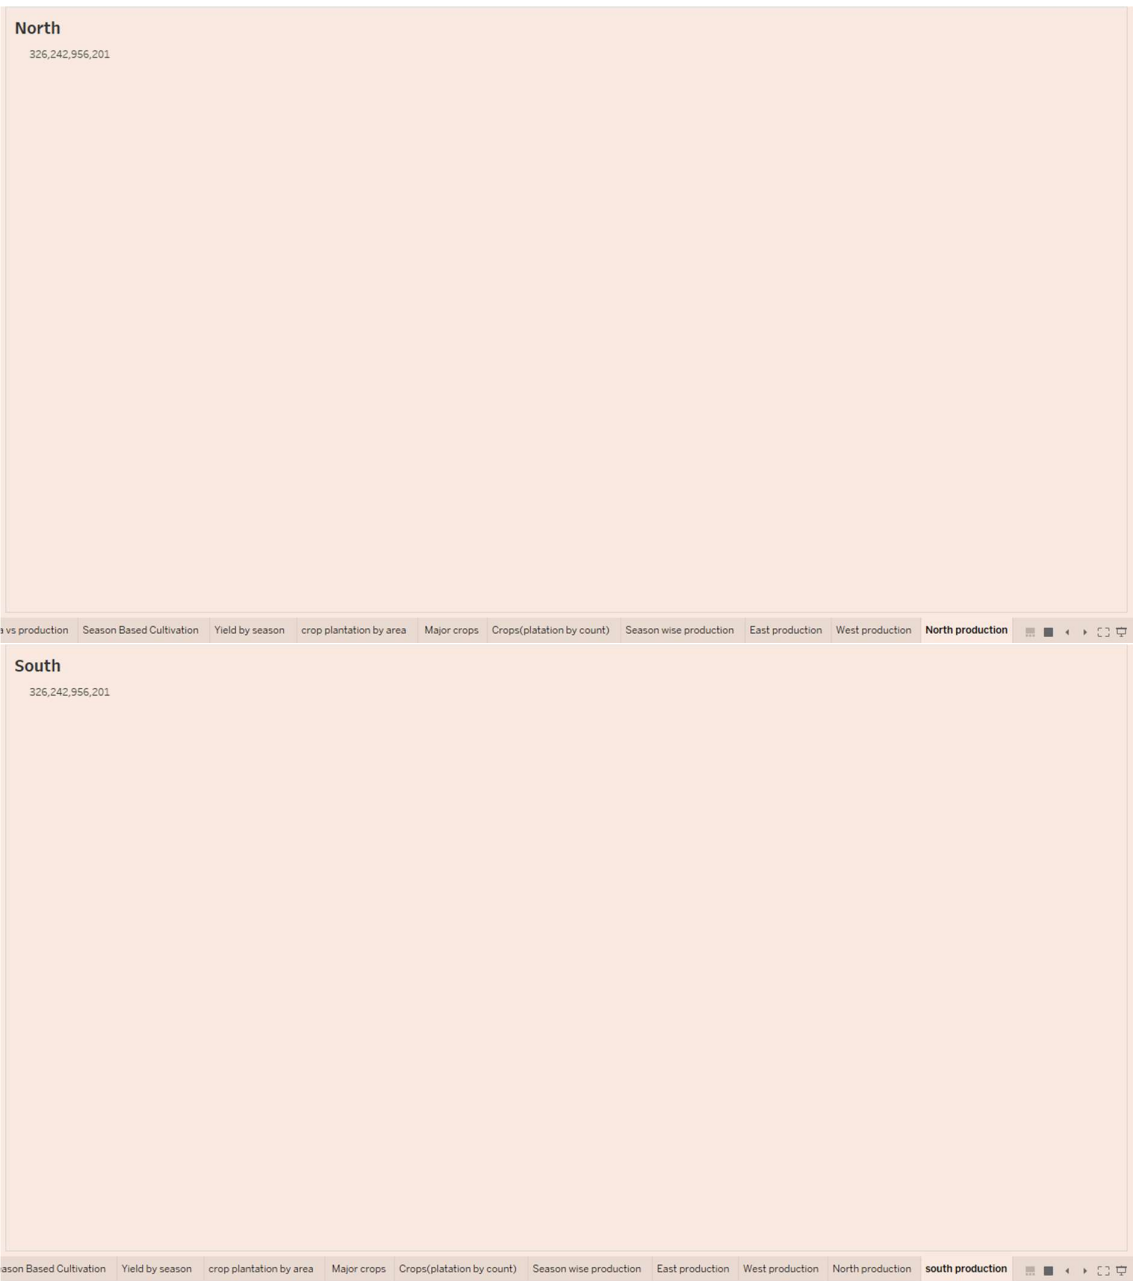 North
326,242,956,201
a vs production Season Based Cultivation Yield by season crop plantation by area Major crops Crops(platation by count) Season wise production East production West production North production
South
326,242,956,201
ason Based Cultivation Yield by season crop plantation by area Major crops Crops(platation by count) Season wise production East production West production North production south production